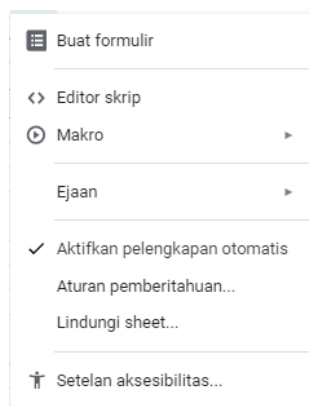 Buat formulir
Editor skrip
Makro
Ejaan
Aktifkan pelengkapan otomatis
Aturan pemberitahuan...
Lindungi sheet...
Setelan aksesibilitas...